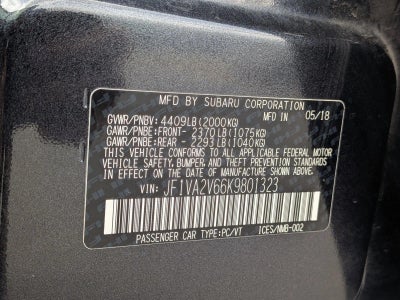 MFD BY SUBARU CORPORATION
GVWR/PNBV: 4409LB(2000KG) 05/18
GAWR/PNBE:FRONT- 2370LB(1075KG)
GAWR/PNBE:REAR - 2293LB(1040KG)
THIS VEHICLE CONFORMS TO ALL APPLICABLE FEDERAL MOTOR
VEHICLE SAFETY,BUMPER,AND THEFT PREVENTION STANDARDS
IN EFFECT ON THE DATE OF MANUFACTURE SHOWN ABOVE
VIN: JF1VA2V66K9801323
PASSENGER CAR TYPE:PC/VT ICES/NMB-002